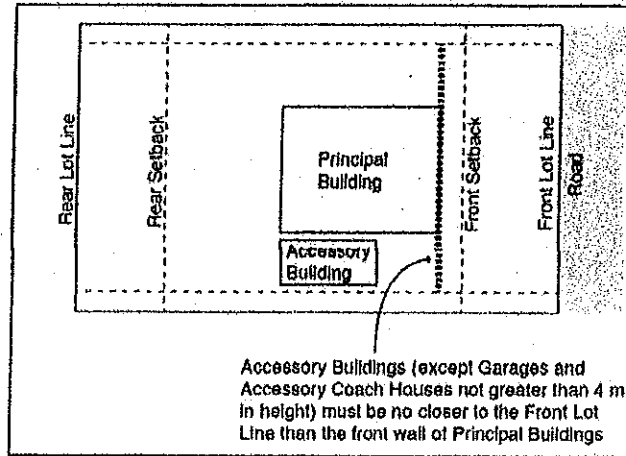 Rear Lot Line
Rear Setback
Principal
Building
Accessory
Building
Front Setback
Front Lot Line
Road
Accessory Buildings (except Garages and
Accessory Coach Houses not greater than 4 m
in height) must be no closer to the Front Lot
Line than the front wall of Principal Buildings